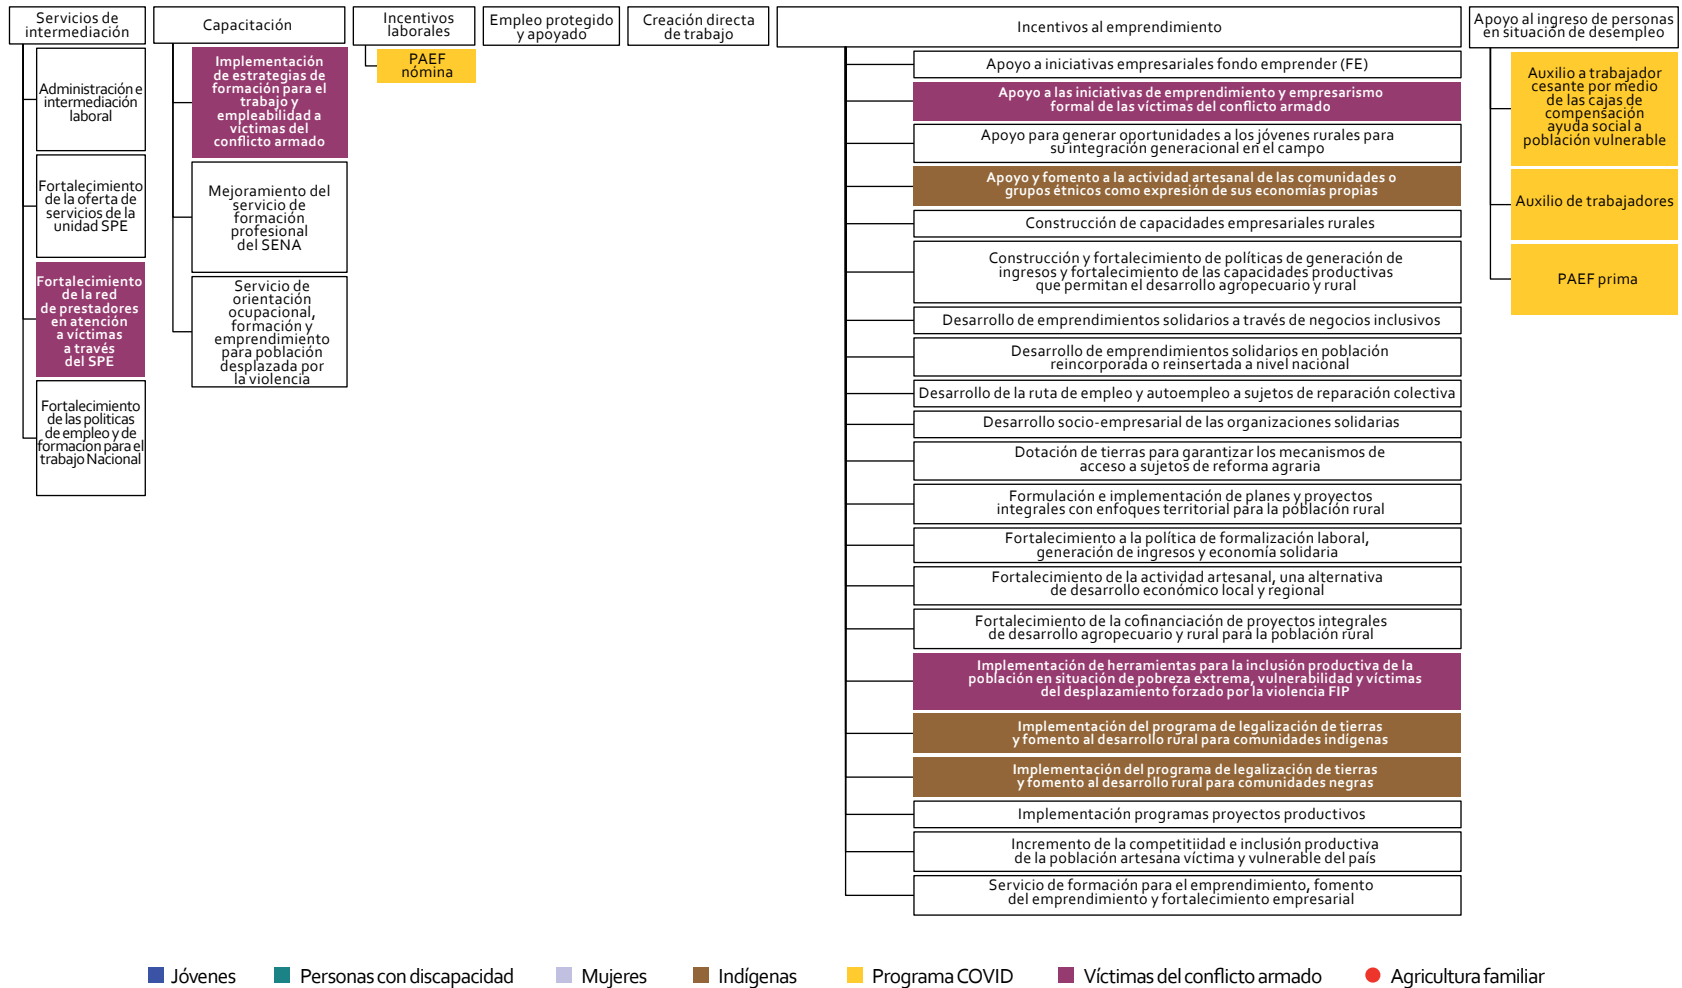 Servicios de
intermediación
Administración e
intermediación
laboral
Fortalecimiento
de la oferta de
servicios de la
unidad SPE
Fortalecimiento
de la red
de prestadores
en atención
a víctimas
a través
del SPE
Fortalecimiento
de las políticas
de empleo y de
formacíon para el
trabajo Nacional
Capacitación
Implementación
de estrategias de
formación para el
trabajo y
empleabilidad a
víctimas del
conflicto armado
Mejoramiento del
servicio de
formación
profesional
del SENA
Servicio de
orientación
ocupacional,
formación y
emprendimiento
para población
desplazada por
la violencia
Incentivos
laborales
PAEF
nómina
Empleo protegido
y apoyado
Creación directa
de trabajo
Incentivos al emprendimiento
Apoyo a iniciativas empresariales fondo emprender (FE)
Apoyo a las iniciativas de emprendimiento y empresarismo
formal de las víctimas del conflicto armado
Apoyo para generar oportunidades a los jóvenes rurales para
su integración generacional en el campo
Apoyo y fomento a la actividad artesanal de las comunidades o
grupos étnicos como expresión de sus economías propias
Construcción de capacidades empresariales rurales
Construcción y fortalecimiento de políticas de generación de
ingresos y fortalecimiento de las capacidades productivas
que permitan el desarrollo agropecuario y rural
Desarrollo de emprendimientos solidarios a través de negocios inclusivos
Desarrollo de emprendimientos solidarios en población
reincorporada o reinsertada a nivel nacional
Desarrollo de la ruta de empleo y autoempleo a sujetos de reparación colectiva
Desarrollo socio-empresarial de las organizaciones solidarias
Dotación de tierras para garantizar los mecanismos de
acceso a sujetos de reforma agraria
Formulación e implementación de planes y proyectos
integrales con enfoques territorial para la población rural
Fortalecimiento a la política de formalización laboral,
generación de ingresos y economía solidaria
Fortalecimiento de la actividad artesanal, una alternativa
de desarrollo económico local y regional
Fortalecimiento de la cofinanciación de proyectos integrales
de desarrollo agropecuario y rural para la población rural
Implementación de herramientas para la inclusión productiva de la
población en situación de pobreza extrema, vulnerabilidad y víctimas
del desplazamiento forzado por la violencia FIP
Implementación del programa de legalización de tierras
y fomento al desarrollo rural para comunidades indígenas
Implementación del programa de legalización de tierras
y fomento al desarrollo rural para comunidades negras
Implementación programas proyectos productivos
Incremento de la competitiidad e inclusión productiva
de la población artesana víctima y vulnerable del país
Servicio de formación para el emprendimiento, fomento
del emprendimiento y fortalecimiento empresarial
Apoyo al ingreso de personas
en situación de desempleo
Auxilio a trabajador
cesante por medio
de las cajas de
compensación
ayuda social a
población vulnerable
Auxilio de trabajadores
PAEF prima
Jóvenes
Personas con discapacidad
Mujeres
Indígenas
Programa COVID
Víctimas del conflicto armado
Agricultura familiar